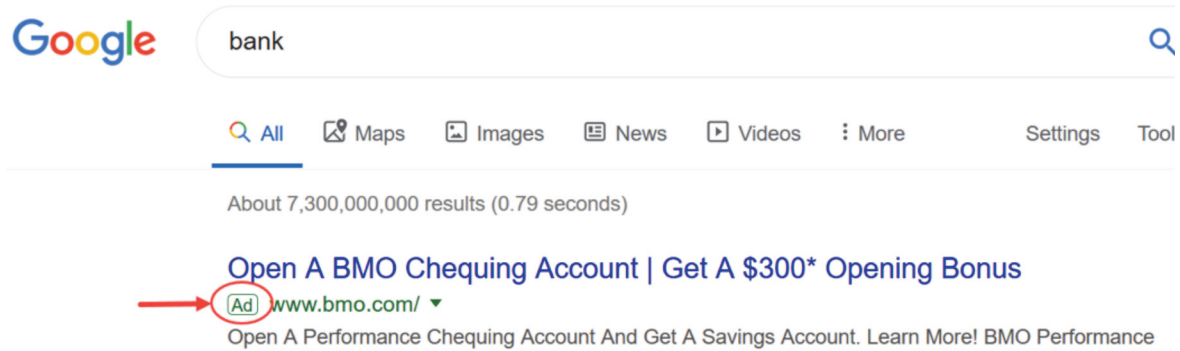 Google bank
All Maps Images News Videos More Settings Tool
About 7,300,000,000 results (0.79 seconds)
Open A BMO Chequing Account | Get A $300* Opening Bonus
Ad www.bmo.com/
Open A Performance Chequing Account And Get A Savings Account. Learn More! BMO Performance